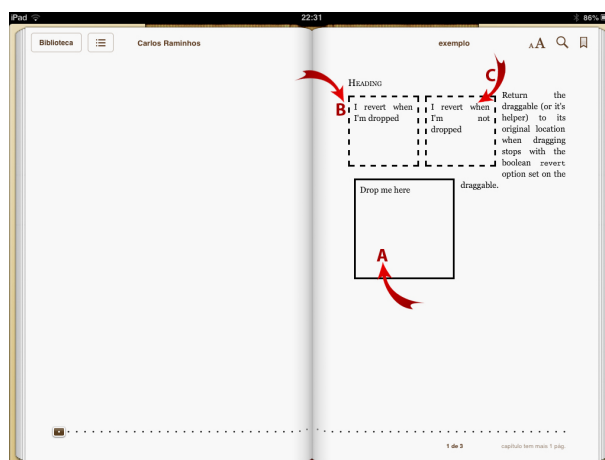 iPad 22:31 86%
Biblioteca Carlos Raminhos exemplo AA
HEADING
B
I revert when
I'm dropped
C
I revert when
I'm not
dropped
Return the
draggable (or it's
helper) to its
original location
when dragging
stops with the
boolean revert
option set on the
draggable.
Drop me here
A
1 de 3 capítulo tem mais 1 pág.